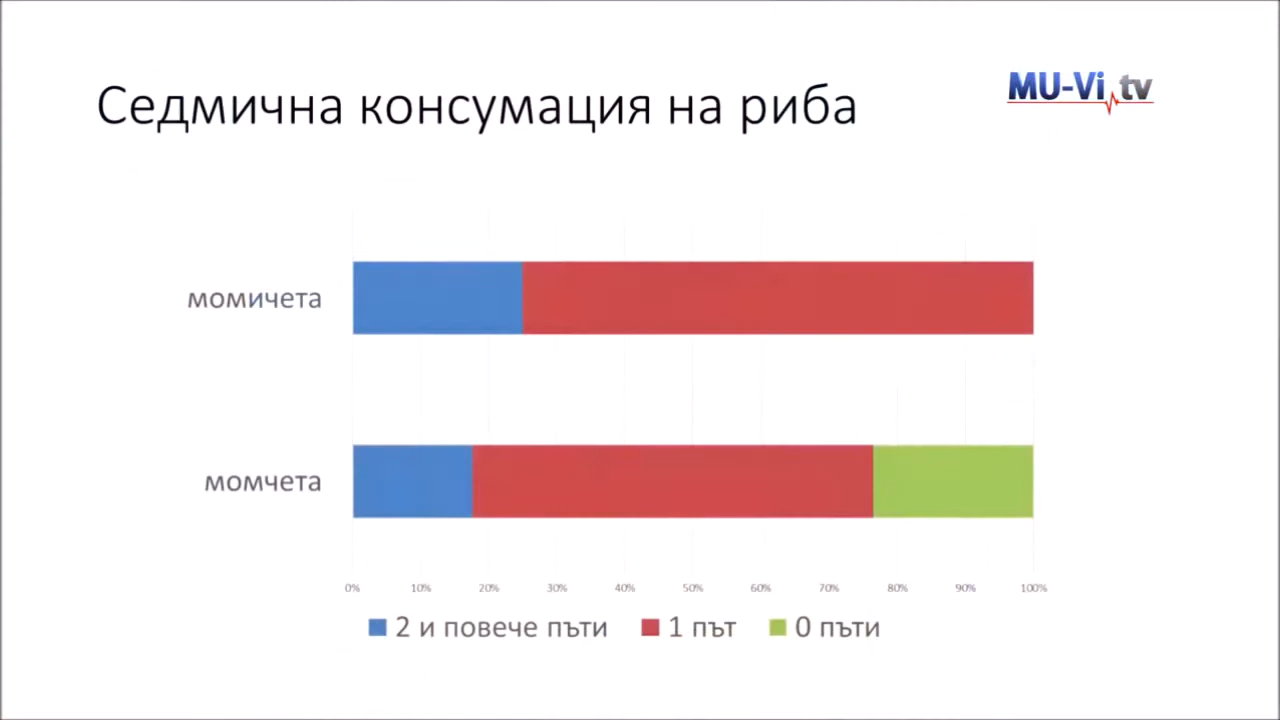 Седмична консумация на риба
MU-Vi.tv
момичета
момчета
0% 10% 20% 30% 40% 50% 60% 70% 80% 90% 100%
2 и повече пъти 1 път 0 пъти